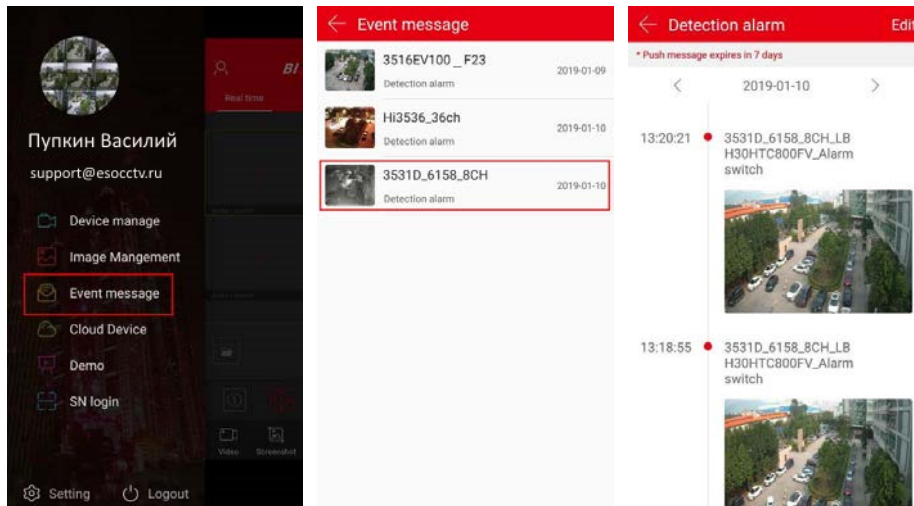 Пупкин Василий
support@esocctv.ru
Device manage
Image Mangement
Event message
Cloud Device
Demo
SN login
Setting
Logout
BI
Real time
Video
Screenshot
Event message
3516EV100 _ F23
Detection alarm
2019-01-09
Hi3536_36ch
Detection alarm
2019-01-10
3531D_6158_8CH
Detection alarm
2019-01-10
Detection alarm
Edit
* Push message expires in 7 days
2019-01-10
13:20:21
3531D_6158_8CH_LB
H30HTC800FV_Alarm
switch
13:18:55
3531D_6158_8CH_LB
H30HTC800FV_Alarm
switch